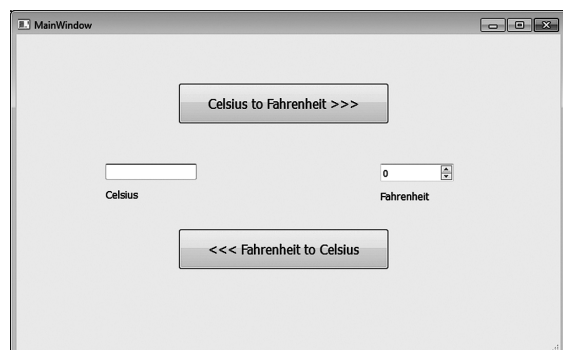 MainWindow
Celsius to Fahrenheit >>>
0
Celsius
Fahrenheit
<<< Fahrenheit to Celsius